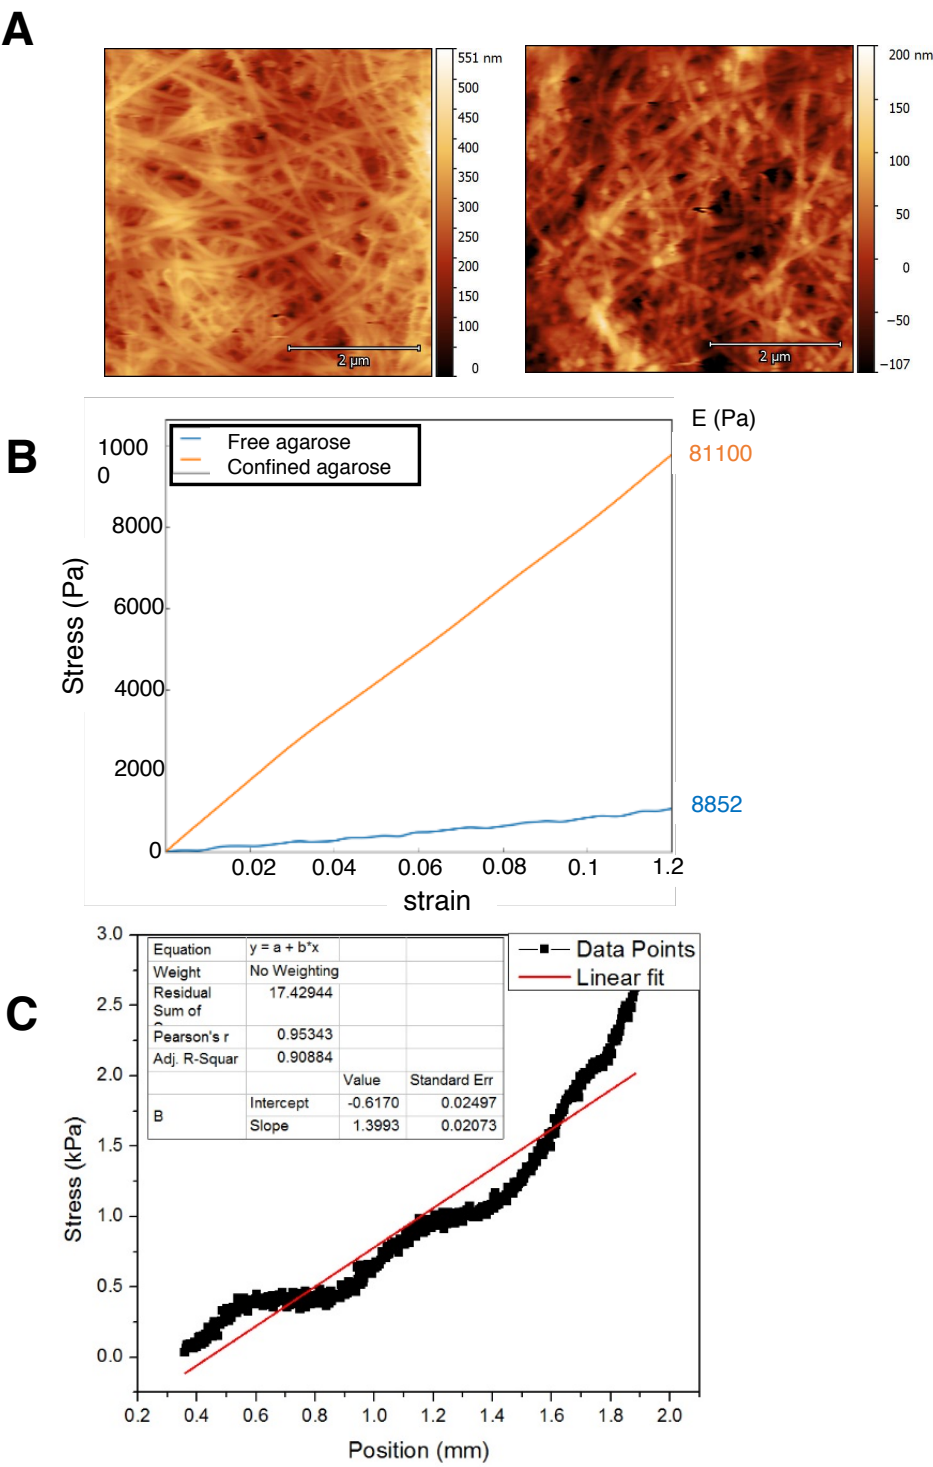 A
551 nm
500
450
400
350
300
250
200
150
100
0
2 µm
200 nm
150
100
50
0
−50
−107
2 µm
B
E (Pa)
Free agarose
Confined agarose
81100
8852
1000
0
8000
6000
4000
2000
0
Stress (Pa)
0.02 0.04 0.06 0.08 0.1 1.2
strain
C
Data Points
Linear fit
Equation y = a + b*x
Weight No Weighting
Residual 17.42944
Sum of
Pearson's r 0.95343
Adj. R-Squar 0.90884
Value Standard Err
B Intercept -0.6170 0.02497
Slope 1.3993 0.02073
3.0
2.5
2.0
1.5
1.0
0.5
0.0
Stress (kPa)
0.2 0.4 0.6 0.8 1.0 1.2 1.4 1.6 1.8 2.0
Position (mm)